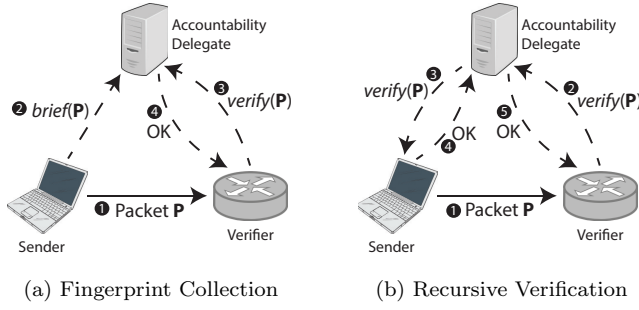 Accountability
Delegate
❷ brief(P)
❸
verify(P)
❹
OK
❶ Packet P
Sender
Verifier
(a) Fingerprint Collection
Accountability
Delegate
❸
verify(P)
❷
verify(P)
OK
❹
❺
OK
❶ Packet P
Sender
Verifier
(b) Recursive Verification